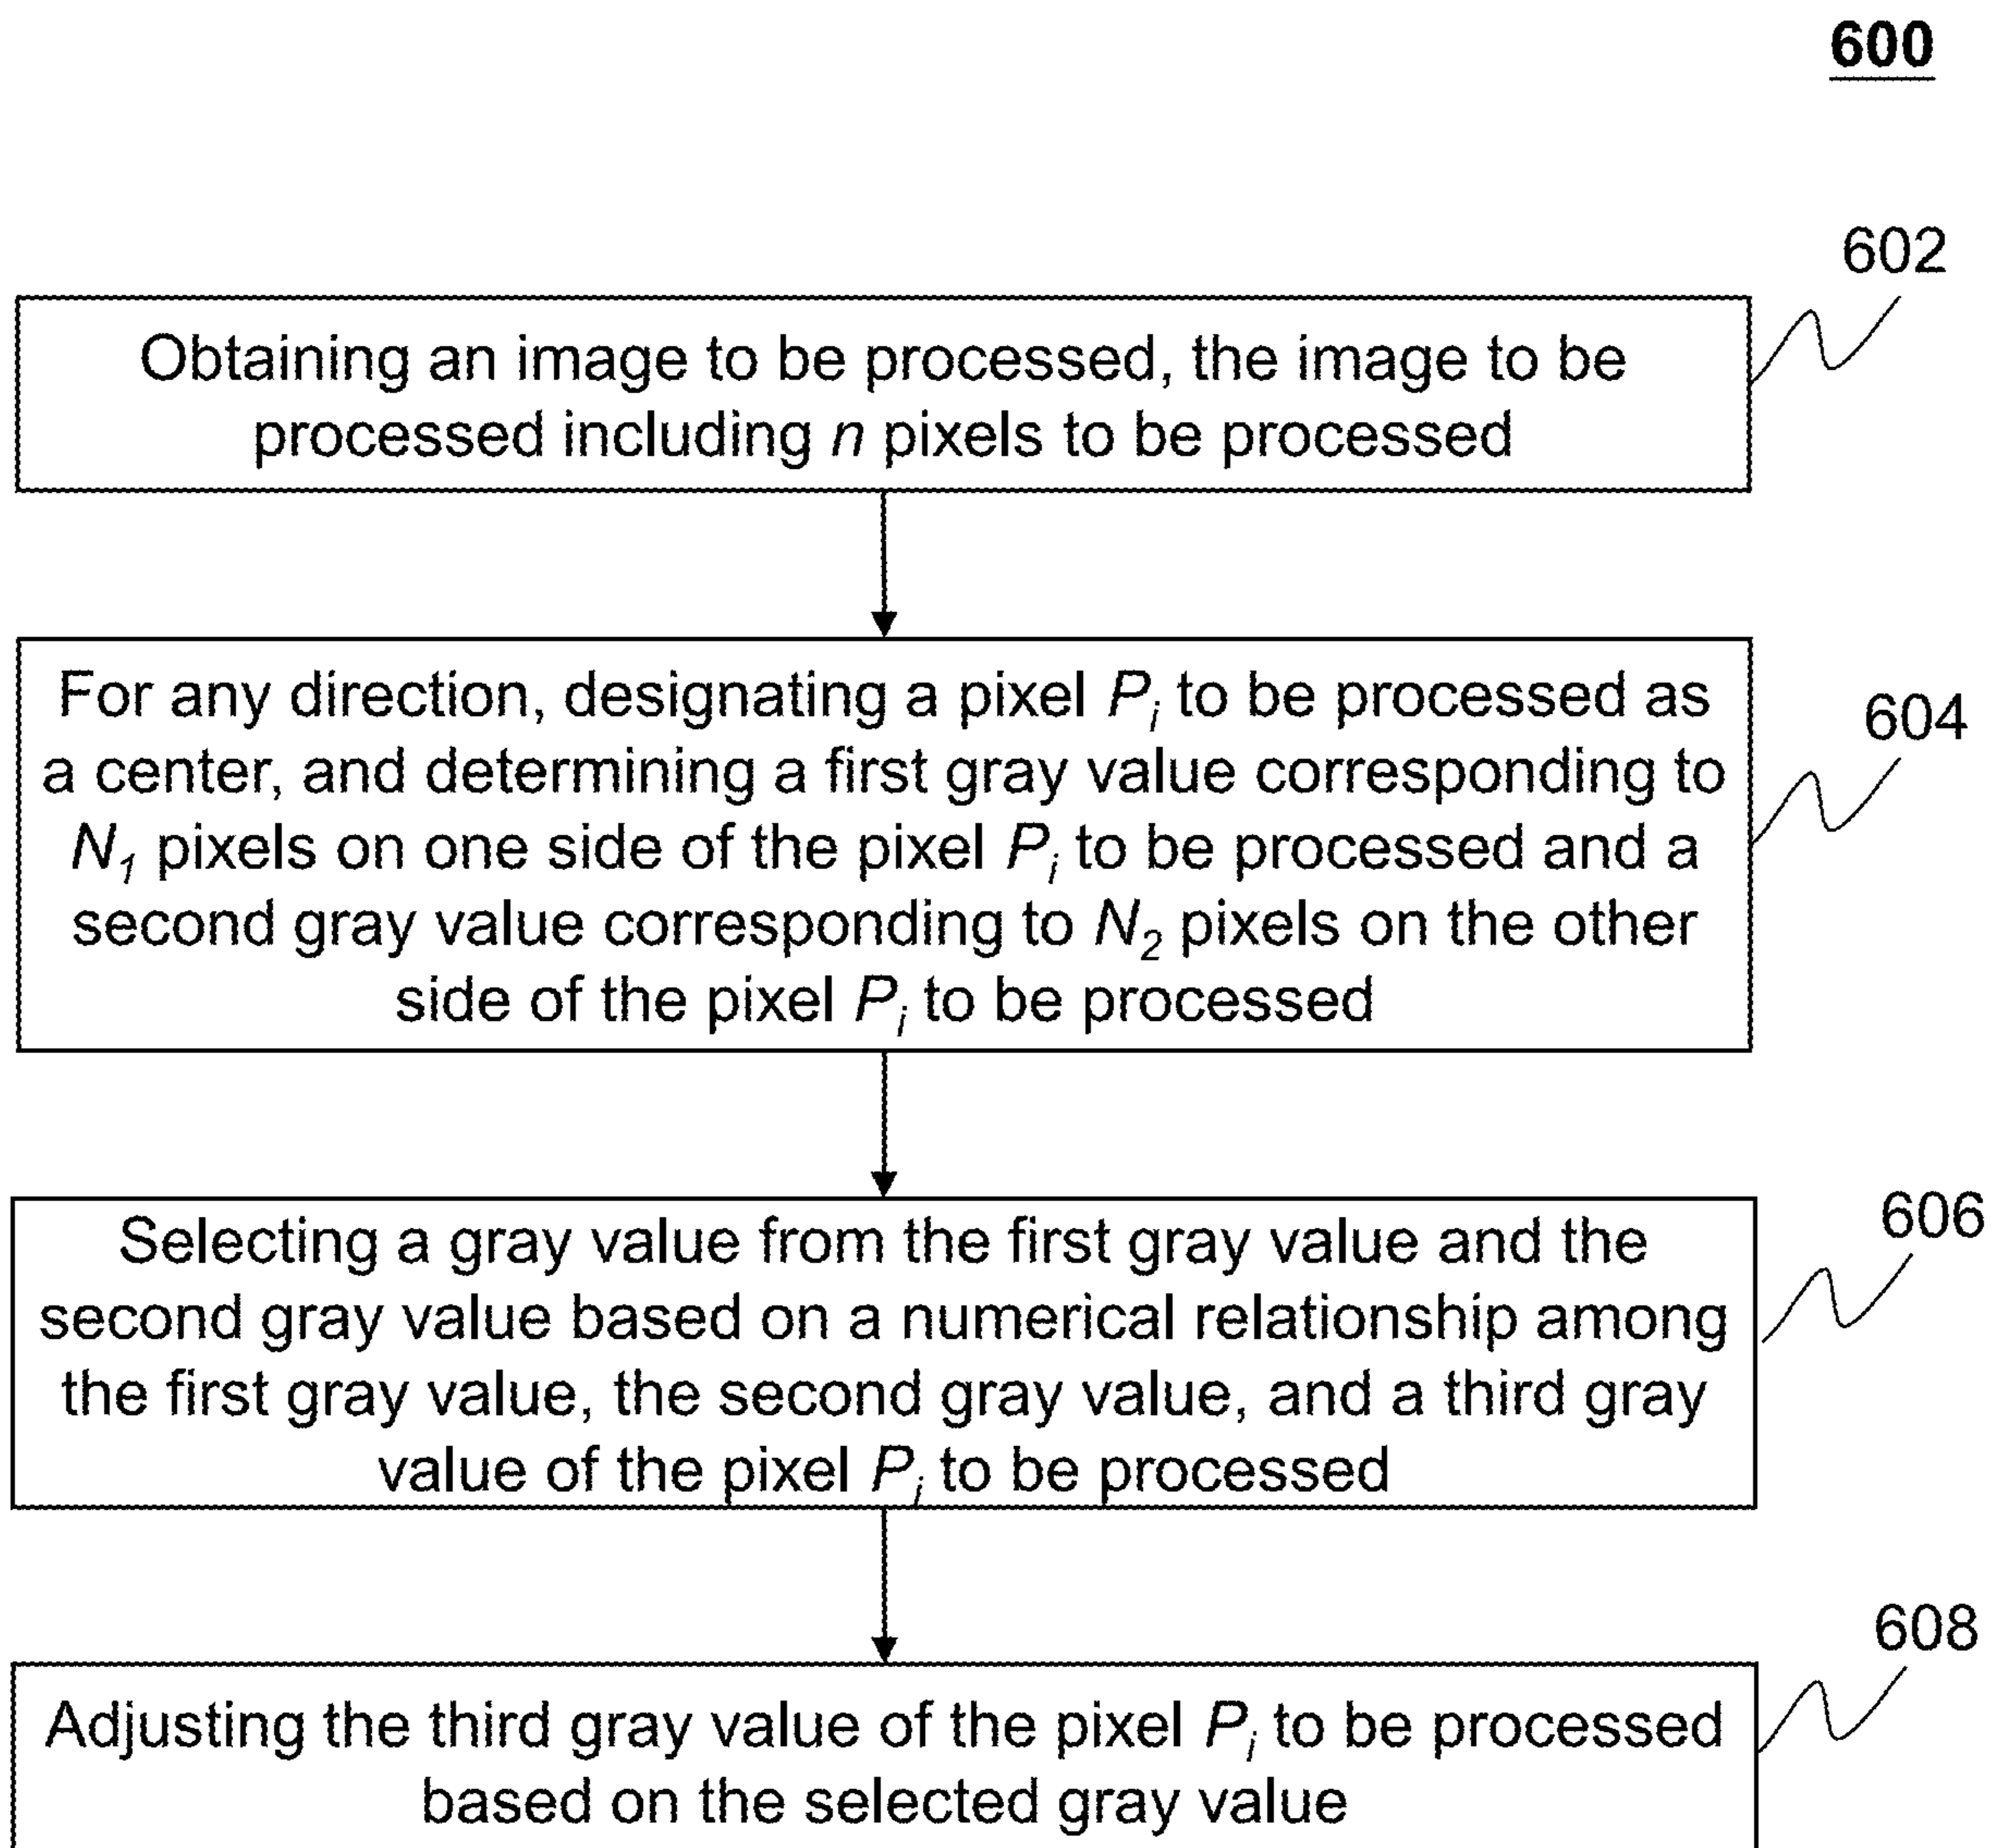 600
602
Obtaining an image to be processed, the image to be
processed including n pixels to be processed
604
For any direction, designating a pixel Pi to be processed as
a center, and determining a first gray value corresponding to
N1 pixels on one side of the pixel Pi to be processed and a
second gray value corresponding to N2 pixels on the other
side of the pixel Pi to be processed
606
Selecting a gray value from the first gray value and the
second gray value based on a numerical relationship among
the first gray value, the second gray value, and a third gray
value of the pixel Pi to be processed
608
Adjusting the third gray value of the pixel Pi to be processed
based on the selected gray value